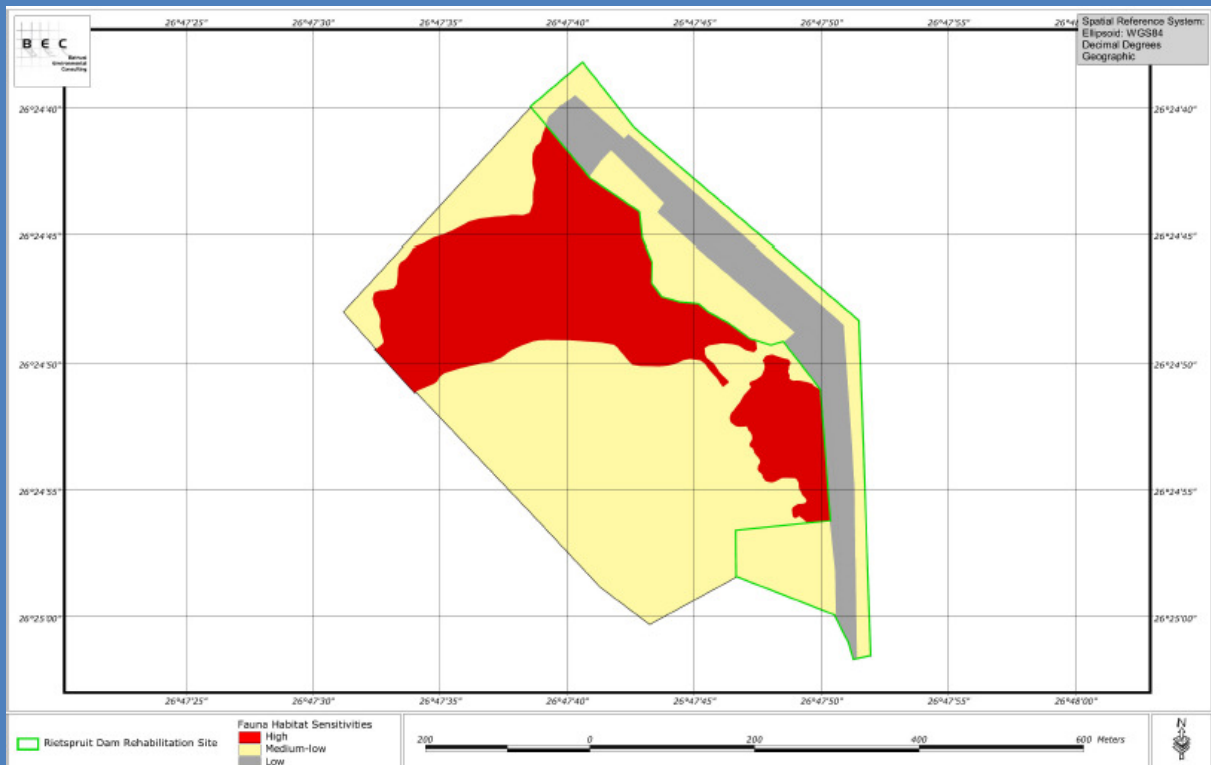 26°47'25" 26°47'30" 26°47'35" 26°47'40" 26°47'45" 26°47'50" 26°47'55"
Spatial Reference System:
Ellipsoid: WGS84
Decimal Degrees
Geographic
B E C
Bathusi
Environmental
Consulting
26°24'40" 26°24'40"
26°24'45" 26°24'45"
26°24'50" 26°24'50"
26°24'55" 26°24'55"
26°25'00" 26°25'00"
26°47'25" 26°47'30" 26°47'35" 26°47'40" 26°47'45" 26°47'50" 26°47'55" 26°48'00"
Rietspruit Dam Rehabilitation Site
Fauna Habitat Sensitivities
High
Medium-low
Low
200 0 200 400 600 Meters
N